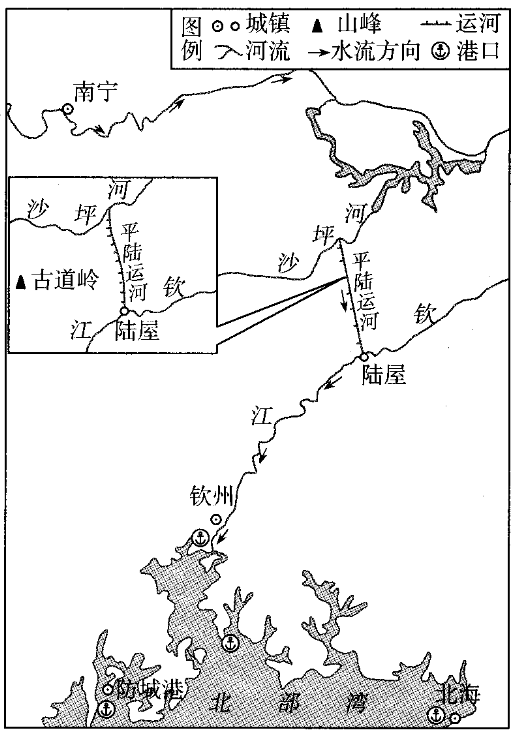 图例 城镇 山峰 运河
河流 水流方向 港口
南宁
沙坪河
平陆运河
古道岭
钦江
陆屋
沙坪河
平陆运河
钦江
陆屋
钦州
防城港
北部湾
北海